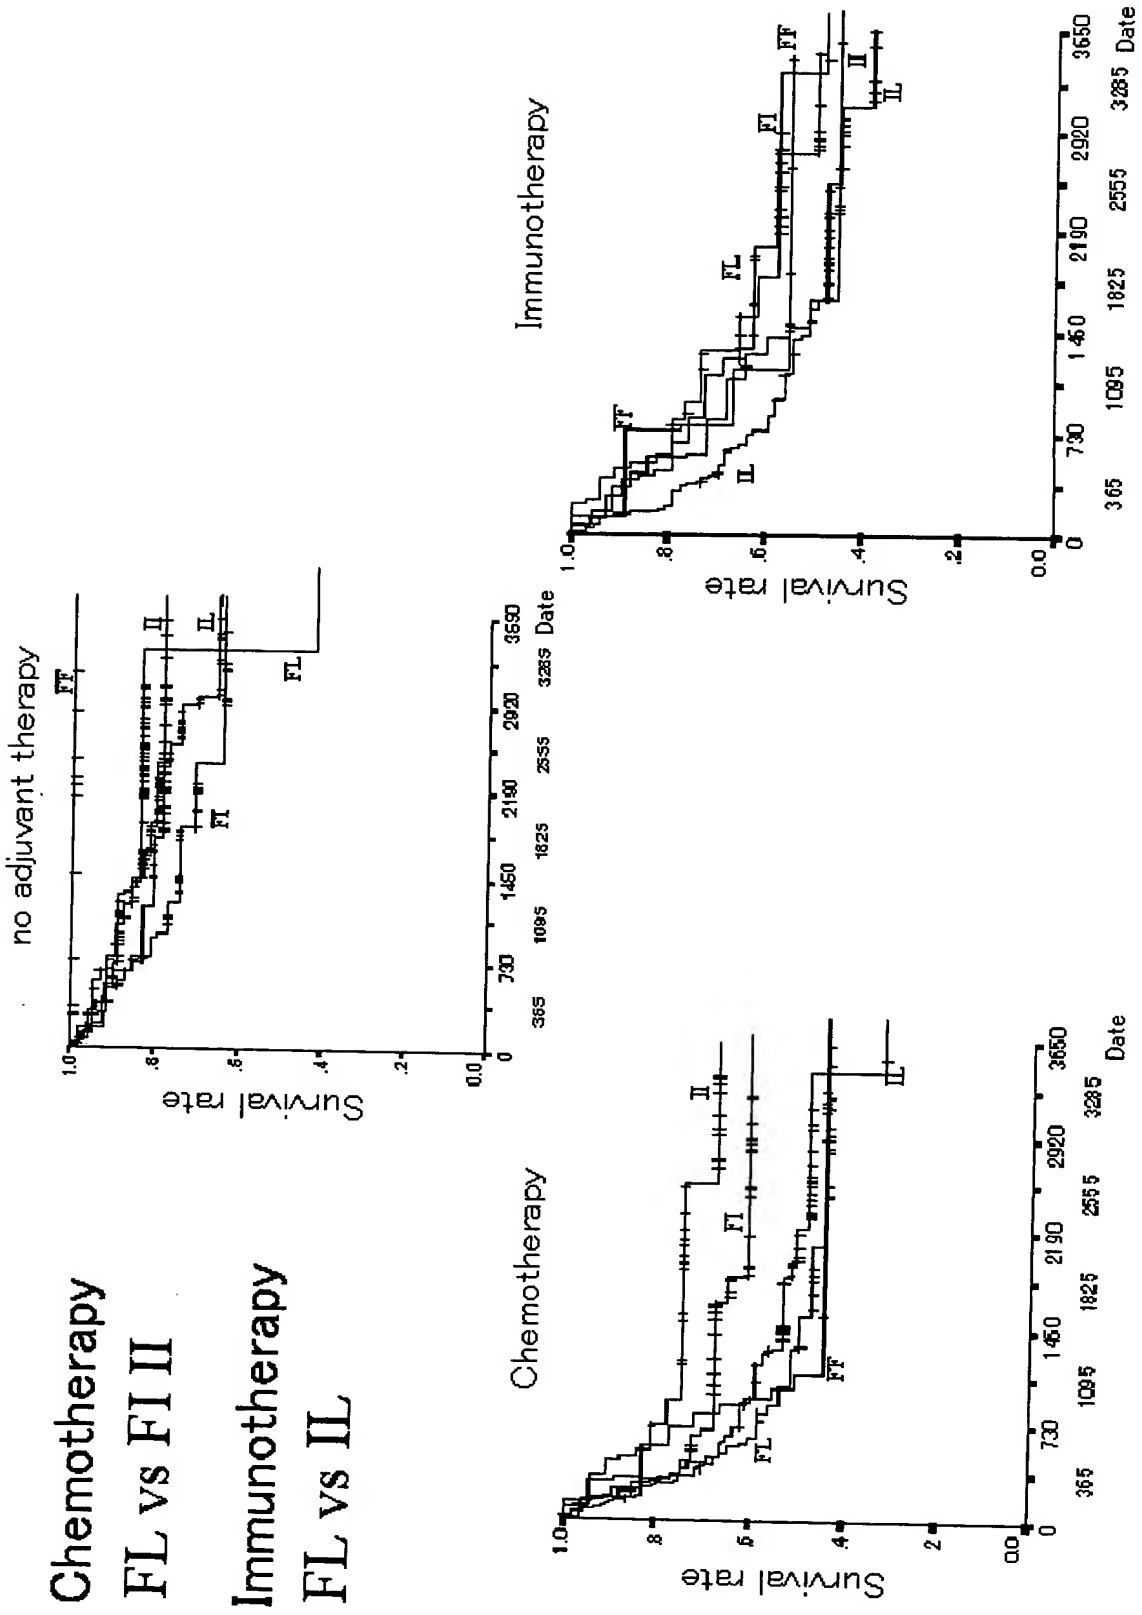 Chemotherapy
FL vs FI II
Immunotherapy
FL vs IL
no adjuvant therapy
Survival rate
1.0
.8
.6
.4
.2
0.0
FF
II
IL
FL
FI
0 730 1460 2190 2920 3650
365 1095 1825 2555 3285 Date
Chemotherapy
Survival rate
1.0
.8
.6
.4
.2
0.0
II
FI
FL
FF
IL
0 730 1460 2190 2920 3650
365 1095 1825 2555 3285 Date
Immunotherapy
Survival rate
1.0
.8
.6
.4
.2
0.0
FF
IL
FL
FI
FF
II
IL
0 730 1460 2190 2920 3650
365 1095 1825 2555 3285 Date